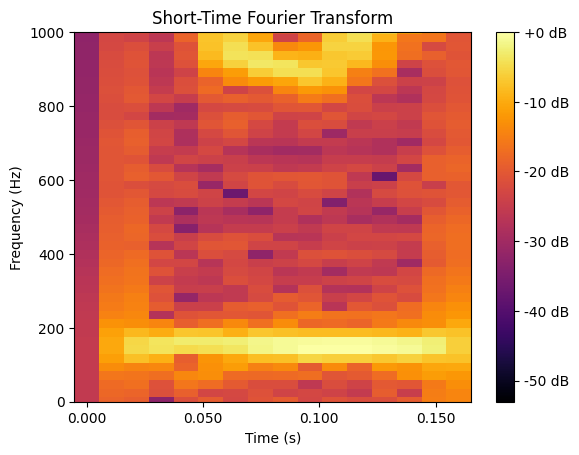 Short-Time Fourier Transform
Frequency (Hz)
1000
800
600
400
200
0
0.000
0.050
0.100
0.150
Time (s)
+0 dB
-10 dB
-20 dB
-30 dB
-40 dB
-50 dB